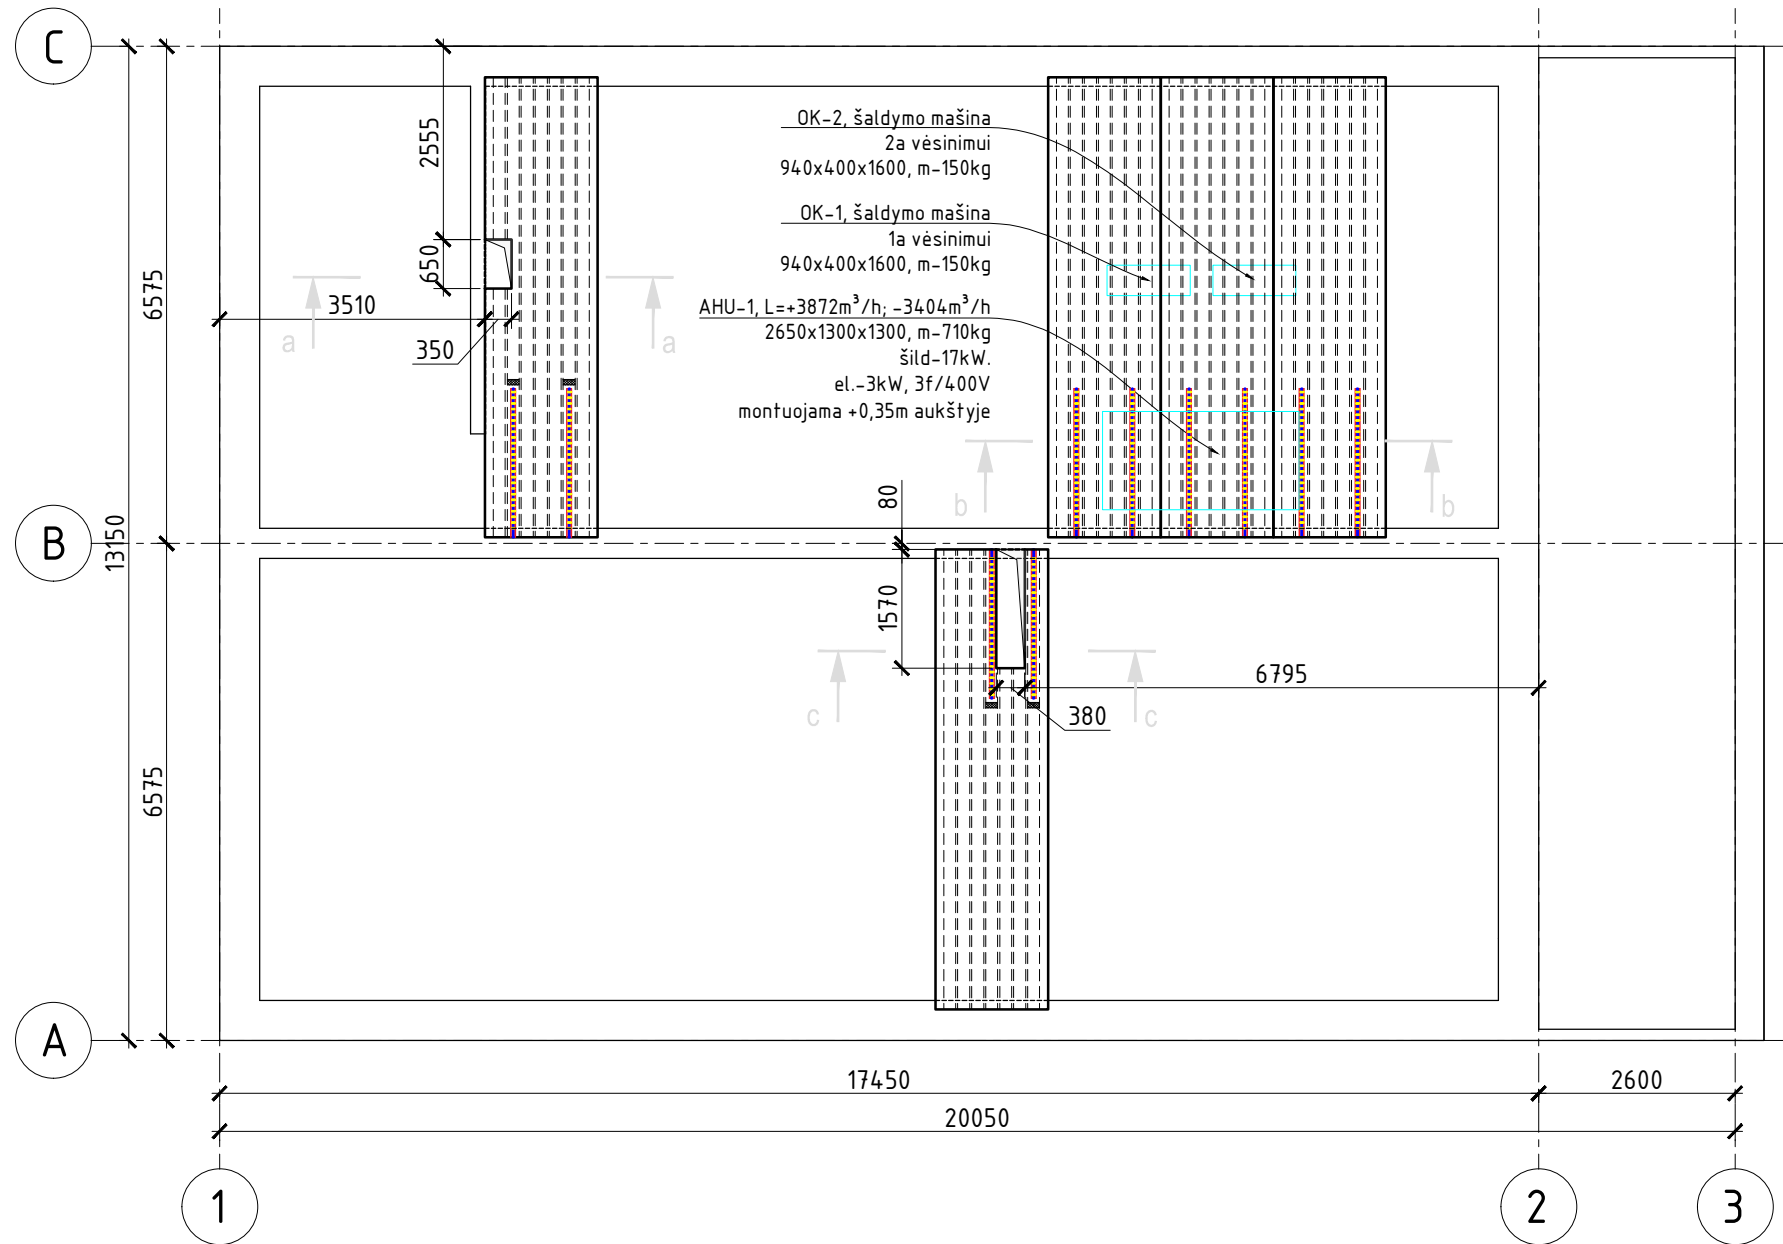 C
B
A
13150
6575
6575
2555
650
3510
350
a
a
OK-2, šaldymo mašina
2a vėsinimui
940x400x1600, m-150kg
OK-1, šaldymo mašina
1a vėsinimui
940x400x1600, m-150kg
AHU-1, L=+3872m³/h; -3404m³/h
2650x1300x1300, m-710kg
šild-17kW.
el.-3kW, 3f/400V
montuojama +0,35m aukštyje
b
b
80
1570
6795
380
c
c
17450
2600
20050
1
2
3